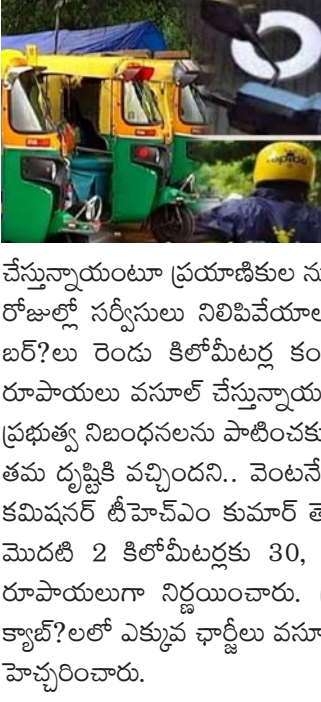 rapido
చేస్తున్నాయంటూ ప్రయాణికుల ను
రోజుల్లో సర్వీసులు నిలిపివేయాల
బర్?లు రెండు కిలోమీటర్ల కం
రూపాయలు వసూల్ చేస్తున్నాయ
ప్రభుత్వ నిబంధనలను పాటించకు
తమ దృష్టికి వచ్చిందని.. వెంటనే
కమిషనర్ టీహెచ్ఎం కుమార్ తె
మొదటి 2 కిలోమీటర్లకు 30,
రూపాయలుగా నిర్ణయించారు.
క్యాబ్?లలో ఎక్కువ ఛార్జీలు వసూ
హెచ్చరించారు.